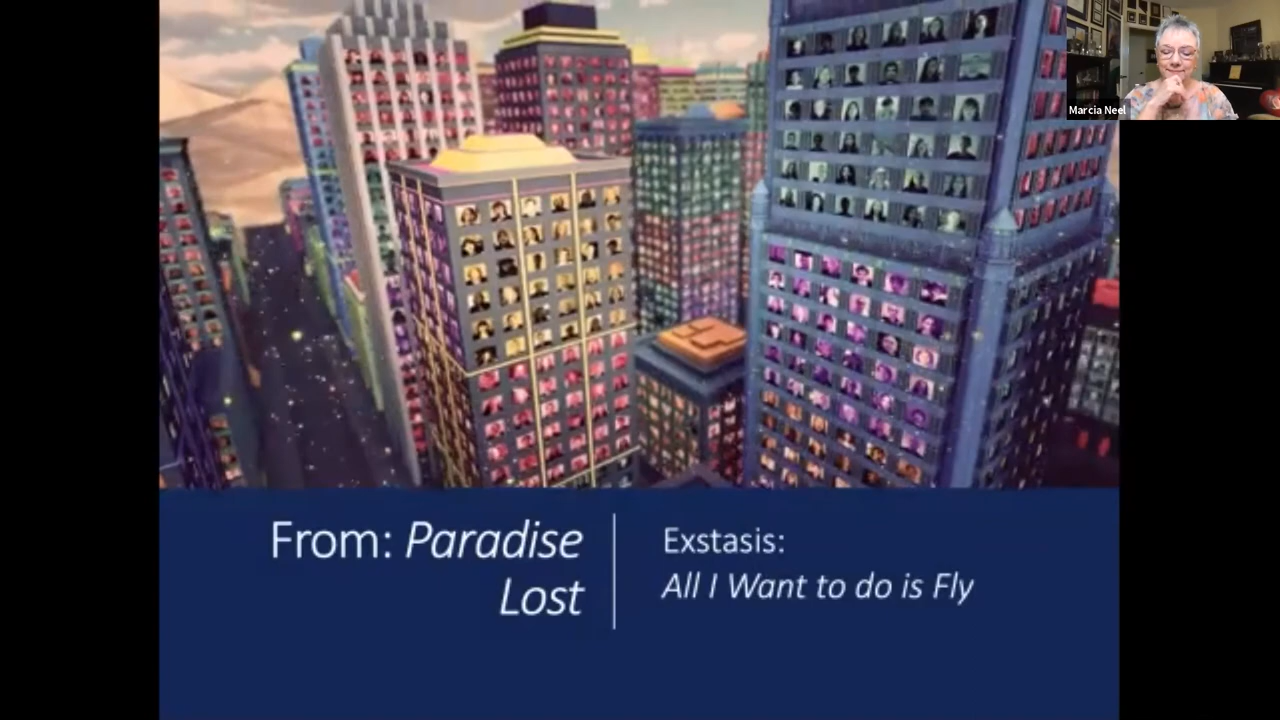 Marcia Neel
From: Paradise
Lost
Exstasis:
All I Want to do is Fly